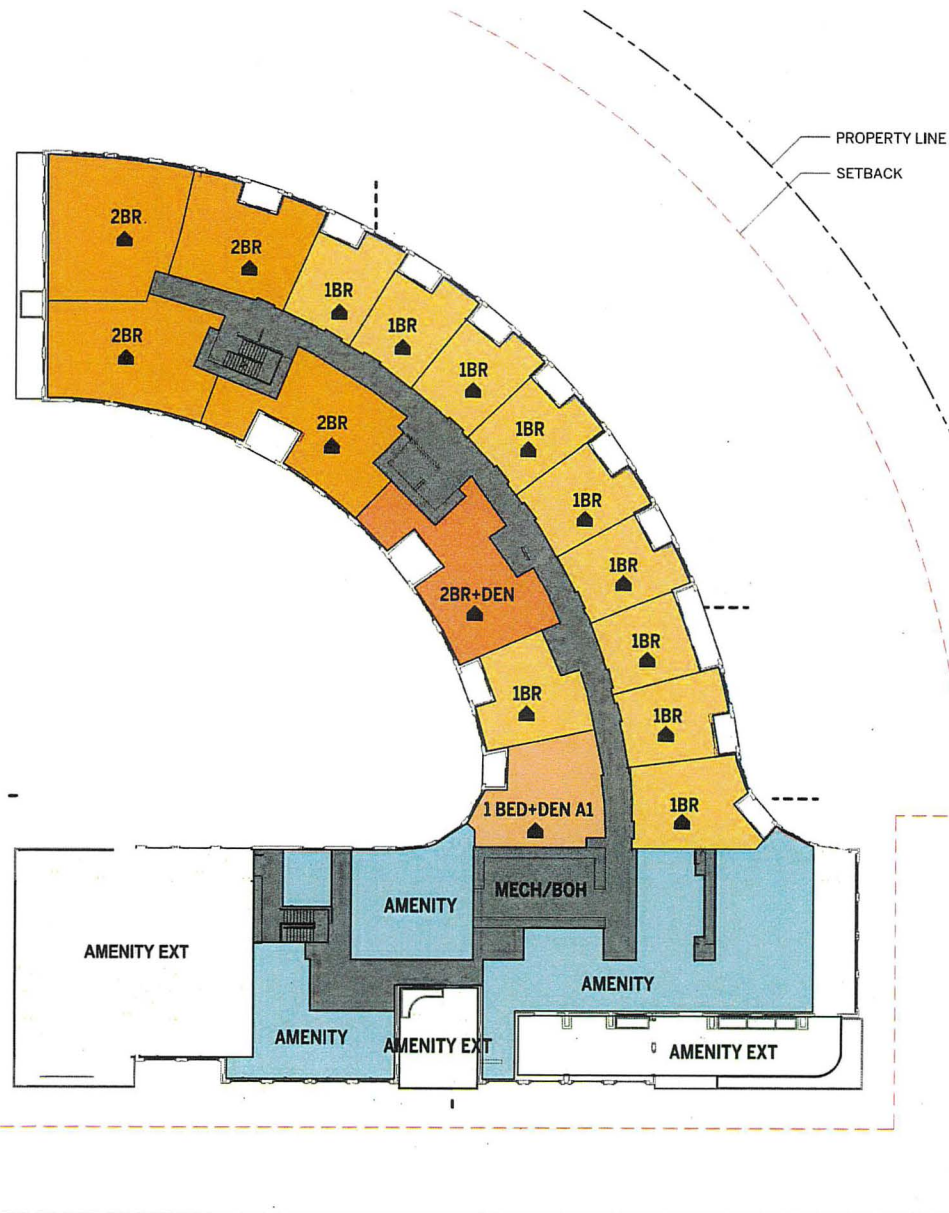 PROPERTY LINE
SETBACK
2BR
2BR
1BR
2BR
1BR
1BR
2BR
1BR
1BR
1BR
2BR+DEN
1BR
1BR
1BR
1BR
1 BED+DEN A1
1BR
MECH/BOH
AMENITY
AMENITY EXT
AMENITY
AMENITY
AMENITY EXT
AMENITY EXT